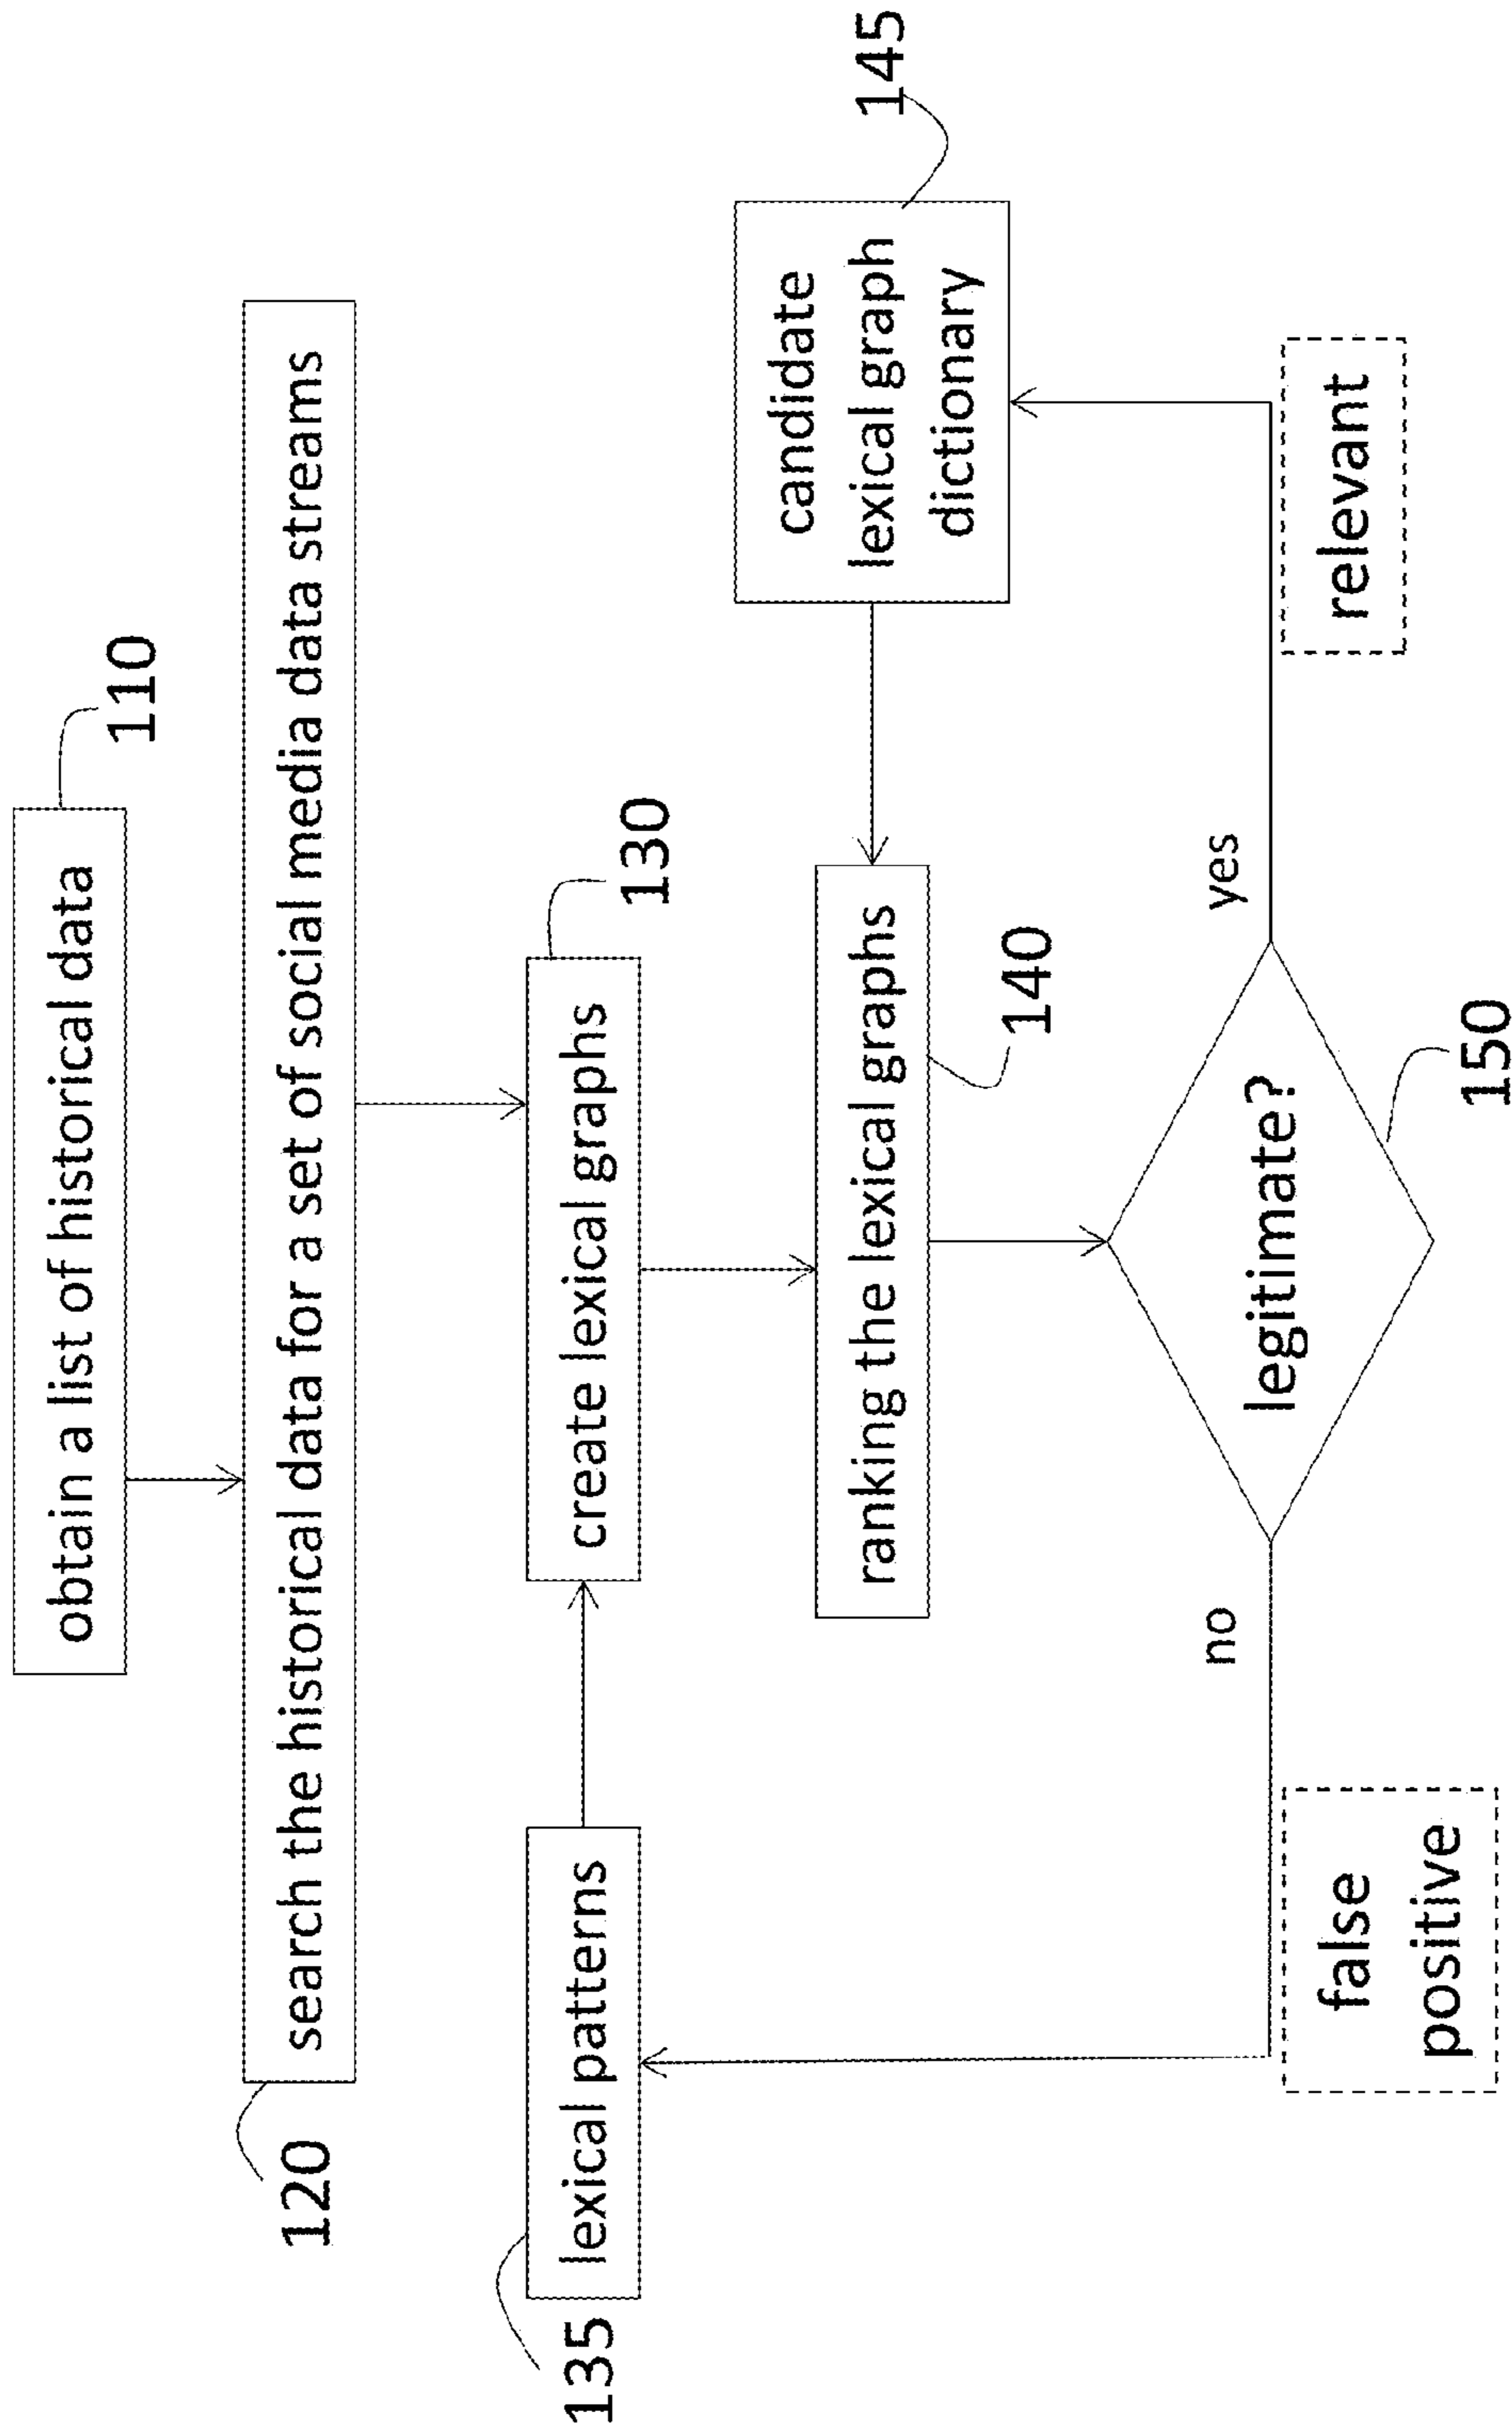 obtain a list of historical data
110
search the historical data for a set of social media data streams
120
create lexical graphs
130
135
lexical patterns
candidate
lexical graph
dictionary
145
ranking the lexical graphs
140
no
legitimate?
yes
150
false
positive
relevant